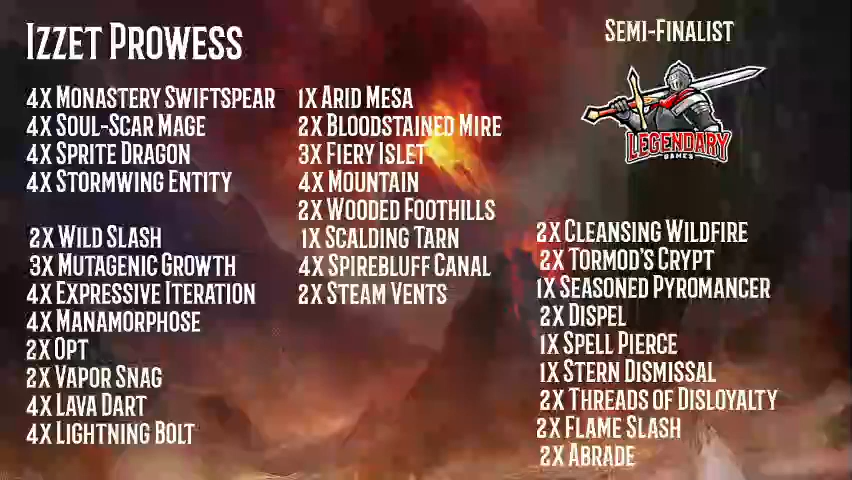 Izzet Prowess
4x Monastery Swiftspear
4x Soul-Scar Mage
4x Sprite Dragon
4x Stormwing Entity
2x Wild Slash
3x Mutagenic Growth
4x Expressive Iteration
4x Manamorphose
2x Opt
2x Vapor Snag
4x Lava Dart
4x Lightning Bolt
1x Arid Mesa
2x Bloodstained Mire
3x Fiery Islet
4x Mountain
2x Wooded Foothills
1x Scalding Tarn
4x Spirebluff Canal
2x Steam Vents
Semi-Finalist
LEGENDARY
GAMES
2x Cleansing Wildfire
2x Tormod's Crypt
1x Seasoned Pyromancer
2x Dispel
1x Spell Pierce
1x Stern Dismissal
2x Threads of Disloyalty
2x Flame Slash
2x Abrade